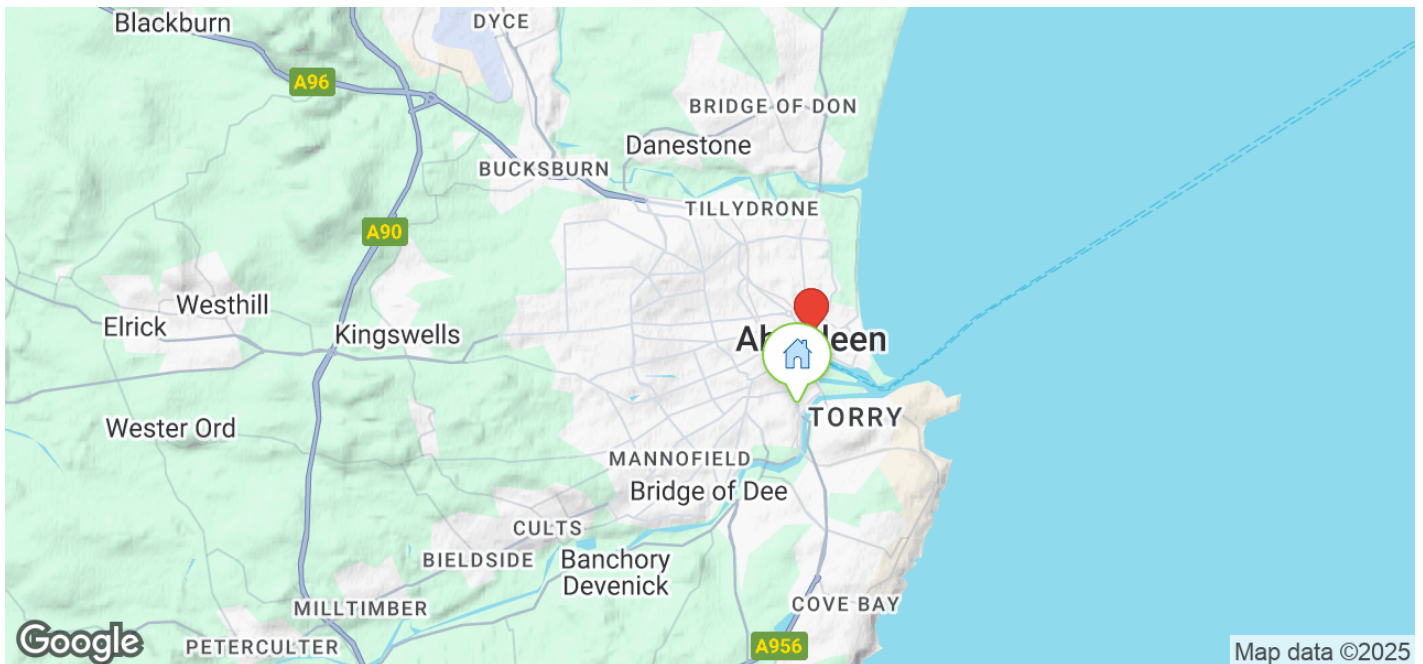 Blackburn
DYCE
A96
BRIDGE OF DON
Danestone
BUCKSBURN
TILLYDRONE
A90
Westhill
Elrick
Kingswells
TORRY
Wester Ord
MANNOFIELD
Bridge of Dee
CULTS
BIELDSIDE
Banchory
Devenick
MILLTIMBER
COVE BAY
PETERCULTER
A956
Google
Map data ©2025